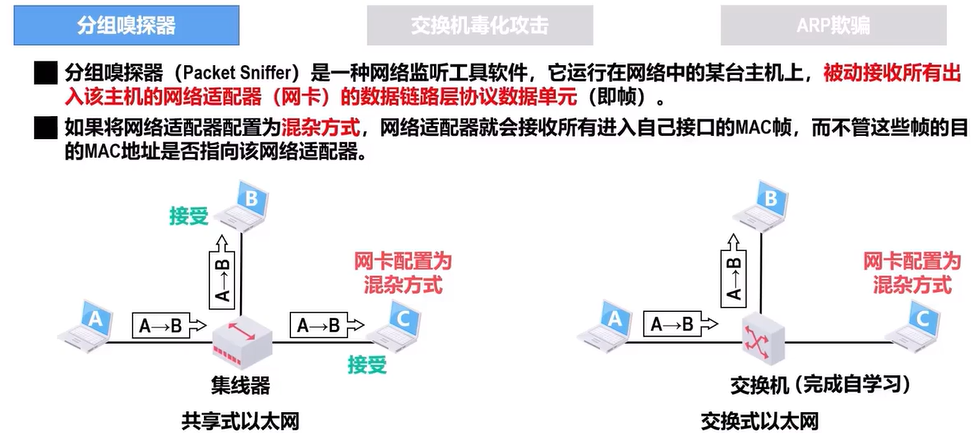 分组嗅探器
交换机毒化攻击
ARP欺骗
分组嗅探器（Packet Sniffer）是一种网络监听工具软件，它运行在网络中的某台主机上，被动接收所有出
入该主机的网络适配器（网卡）的数据链路层协议数据单元（即帧）。
如果将网络适配器配置为混杂方式，网络适配器就会接收所有进入自己接口的MAC帧，而不管这些帧的目
的MAC地址是否指向该网络适配器。
B
接受
A→B
网卡配置为
混杂方式
A
A→B
A→B
C
接受
集线器
共享式以太网
B
A→B
网卡配置为
混杂方式
A
A→B
C
交换机（完成自学习）
交换式以太网